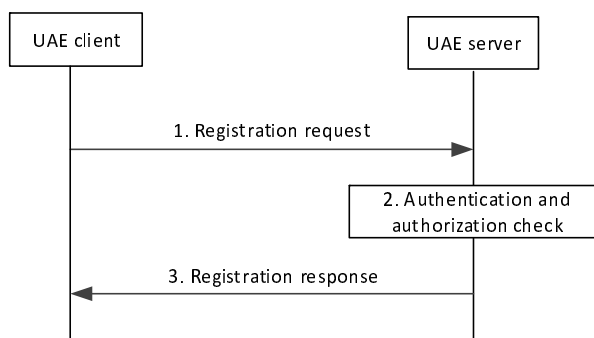 UAE client
UAE server
1. Registration request
2. Authentication and
authorization check
3. Registration response